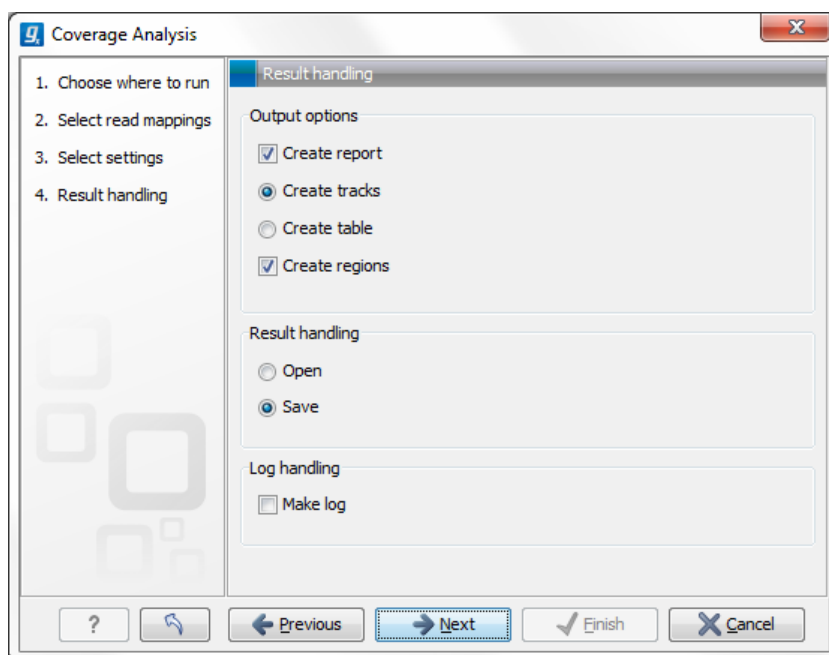 Coverage Analysis
1. Choose where to run
2. Select read mappings
3. Select settings
4. Result handling
Result handling
Output options
Create report
Create tracks
Create table
Create regions
Result handling
Open
Save
Log handling
Make log
?
Previous
Next
Finish
Cancel